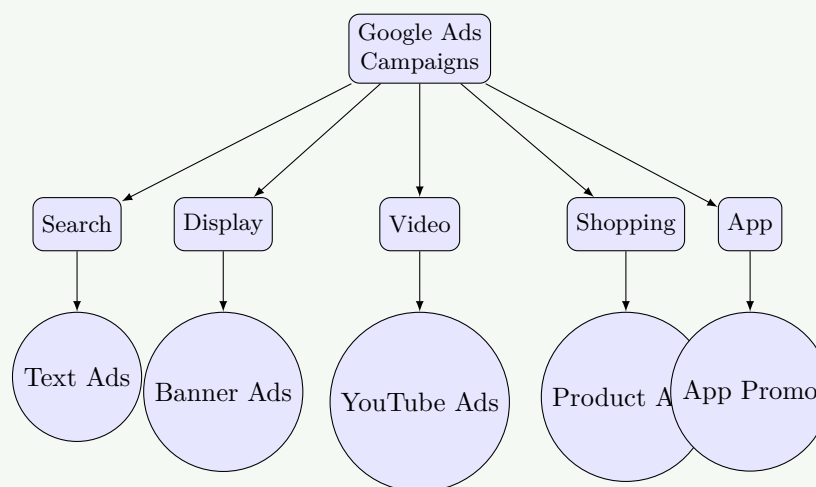 Google Ads
Campaigns
Search
Display
Video
Shopping
App
Text Ads
Banner Ads
YouTube Ads
Product A
App Promo